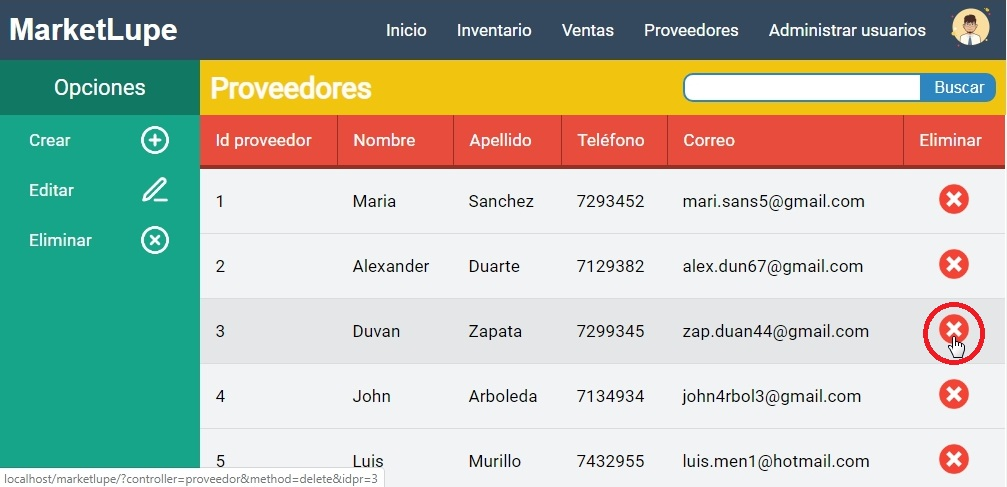 MarketLupe Inicio Inventario Ventas Proveedores Administrar usuarios
Opciones Proveedores Buscar
Crear Id proveedor Nombre Apellido Teléfono Correo Eliminar
Editar
Eliminar
1 Maria Sanchez 7293452 mari.sans5@gmail.com
2 Alexander Duarte 7129382 alex.dun67@gmail.com
3 Duvan Zapata 7299345 zap.duan44@gmail.com
4 John Arboleda 7134934 john4rbol3@gmail.com
5 Luis Murillo 7432955 luis.men1@hotmail.com
localhost/marketlupe/?controller=proveedor&method=delete&idpr=3